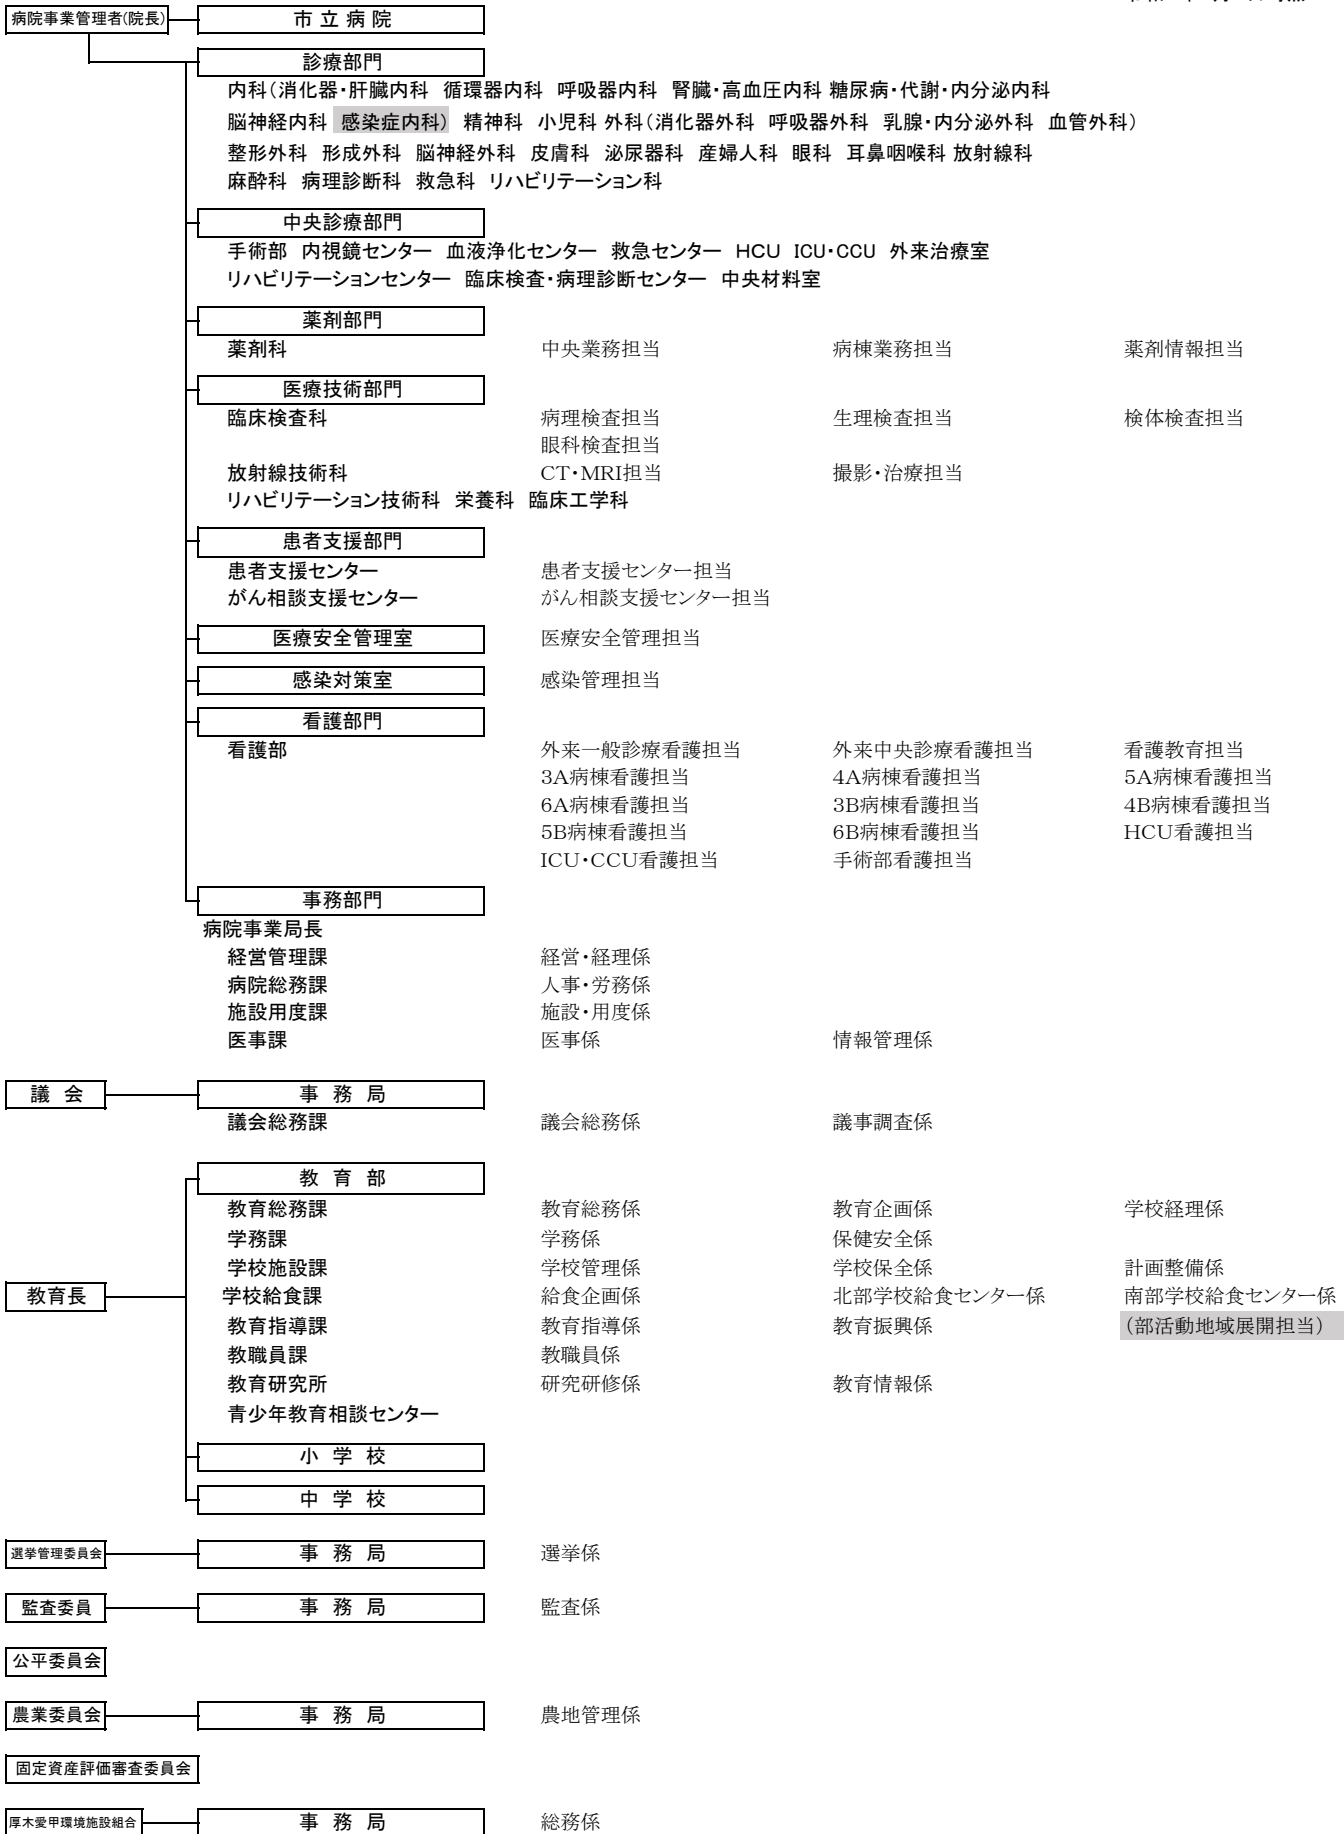 病院事業管理者(院長) 市 立 病 院
診療部門
内科（消化器・肝臓内科 循環器内科 呼吸器内科 腎臓・高血圧内科 糖尿病・代謝・内分泌内科
脳神経内科 感染症内科） 精神科 小児科 外科（消化器外科 呼吸器外科 乳腺・内分泌外科 血管外科）
整形外科 形成外科 脳神経外科 皮膚科 泌尿器科 産婦人科 眼科 耳鼻咽喉科 放射線科
麻酔科 病理診断科 救急科 リハビリテーション科
中央診療部門
手術部 内視鏡センター 血液浄化センター 救急センター HCU ICU・CCU 外来治療室
リハビリテーションセンター 臨床検査・病理診断センター 中央材料室
薬剤部門
薬剤科 中央業務担当 病棟業務担当 薬剤情報担当
医療技術部門
臨床検査科 病理検査担当 生理検査担当 検体検査担当
眼科検査担当
放射線技術科 CT・MRI担当 撮影・治療担当
リハビリテーション技術科 栄養科 臨床工学科
患者支援部門
患者支援センター 患者支援センター担当
がん相談支援センター がん相談支援センター担当
医療安全管理室 医療安全管理担当
感染対策室 感染管理担当
看護部門
看護部 外来一般診療看護担当 外来中央診療看護担当 看護教育担当
3A病棟看護担当 4A病棟看護担当 5A病棟看護担当
6A病棟看護担当 3B病棟看護担当 4B病棟看護担当
5B病棟看護担当 6B病棟看護担当 HCU看護担当
ICU・CCU看護担当 手術部看護担当
事務部門
病院事業局長
経営管理課 経営・経理係
病院総務課 人事・労務係
施設用度課 施設・用度係
医事課 医事係 情報管理係
議 会 事 務 局
議会総務課 議会総務係 議事調査係
教 育 部
教育総務課 教育総務係 教育企画係 学校経理係
学務課 学務係 保健安全係
学校施設課 学校管理係 学校保全係 計画整備係
教育長 学校給食課 給食企画係 北部学校給食センター係 南部学校給食センター係
教育指導課 教育指導係 教育振興係 （部活動地域展開担当）
教職員課 教職員係
教育研究所 研究研修係 教育情報係
青少年教育相談センター
小 学 校
中 学 校
選挙管理委員会 事 務 局 選挙係
監査委員 事 務 局 監査係
公平委員会
農業委員会 事 務 局 農地管理係
固定資産評価審査委員会
厚木愛甲環境施設組合 事 務 局 総務係